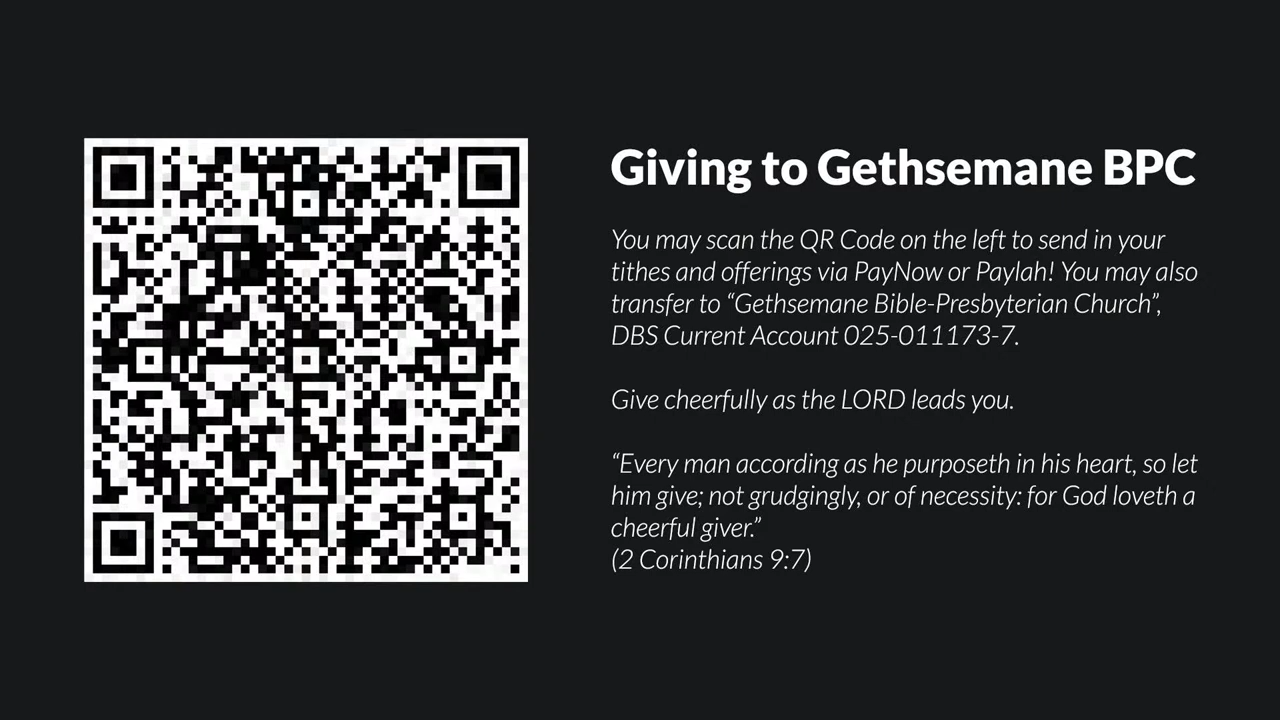 Giving to Gethsemane BPC
You may scan the QR Code on the left to send in your
tithes and offerings via PayNow or Paylah! You may also
transfer to “Gethsemane Bible-Presbyterian Church”,
DBS Current Account 025-011173-7.
Give cheerfully as the LORD leads you.
“Every man according as he purposeth in his heart, so let
him give; not grudgingly, or of necessity: for God loveth a
cheerful giver.”
(2 Corinthians 9:7)